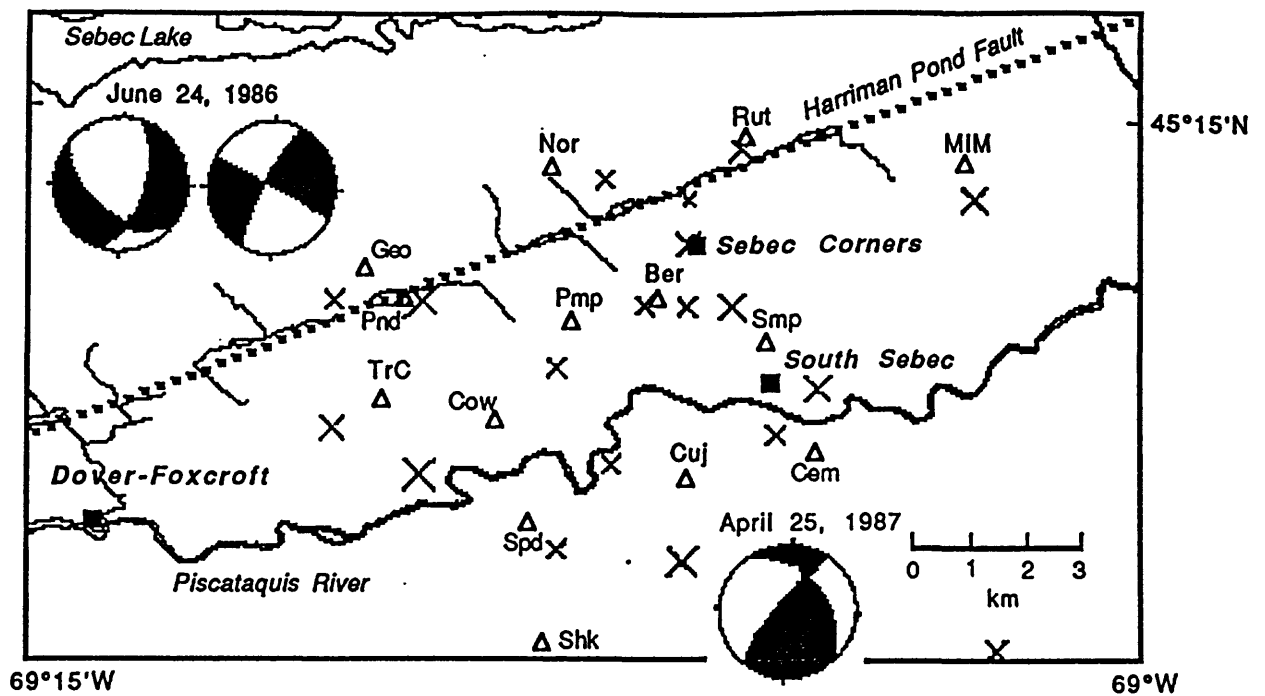 Sebec Lake
June 24, 1986
Harriman Pond Fault
Rut
45°15'N
Nor
MIM
Geo
Sebec Corners
Ber
Pnd
Pmp
Smp
South Sebec
TrC
Cow
Cuj
Cem
Dover-Foxcroft
Spd
April 25, 1987
Piscataquis River
0 1 2 3
km
Shk
69°15'W
69°W